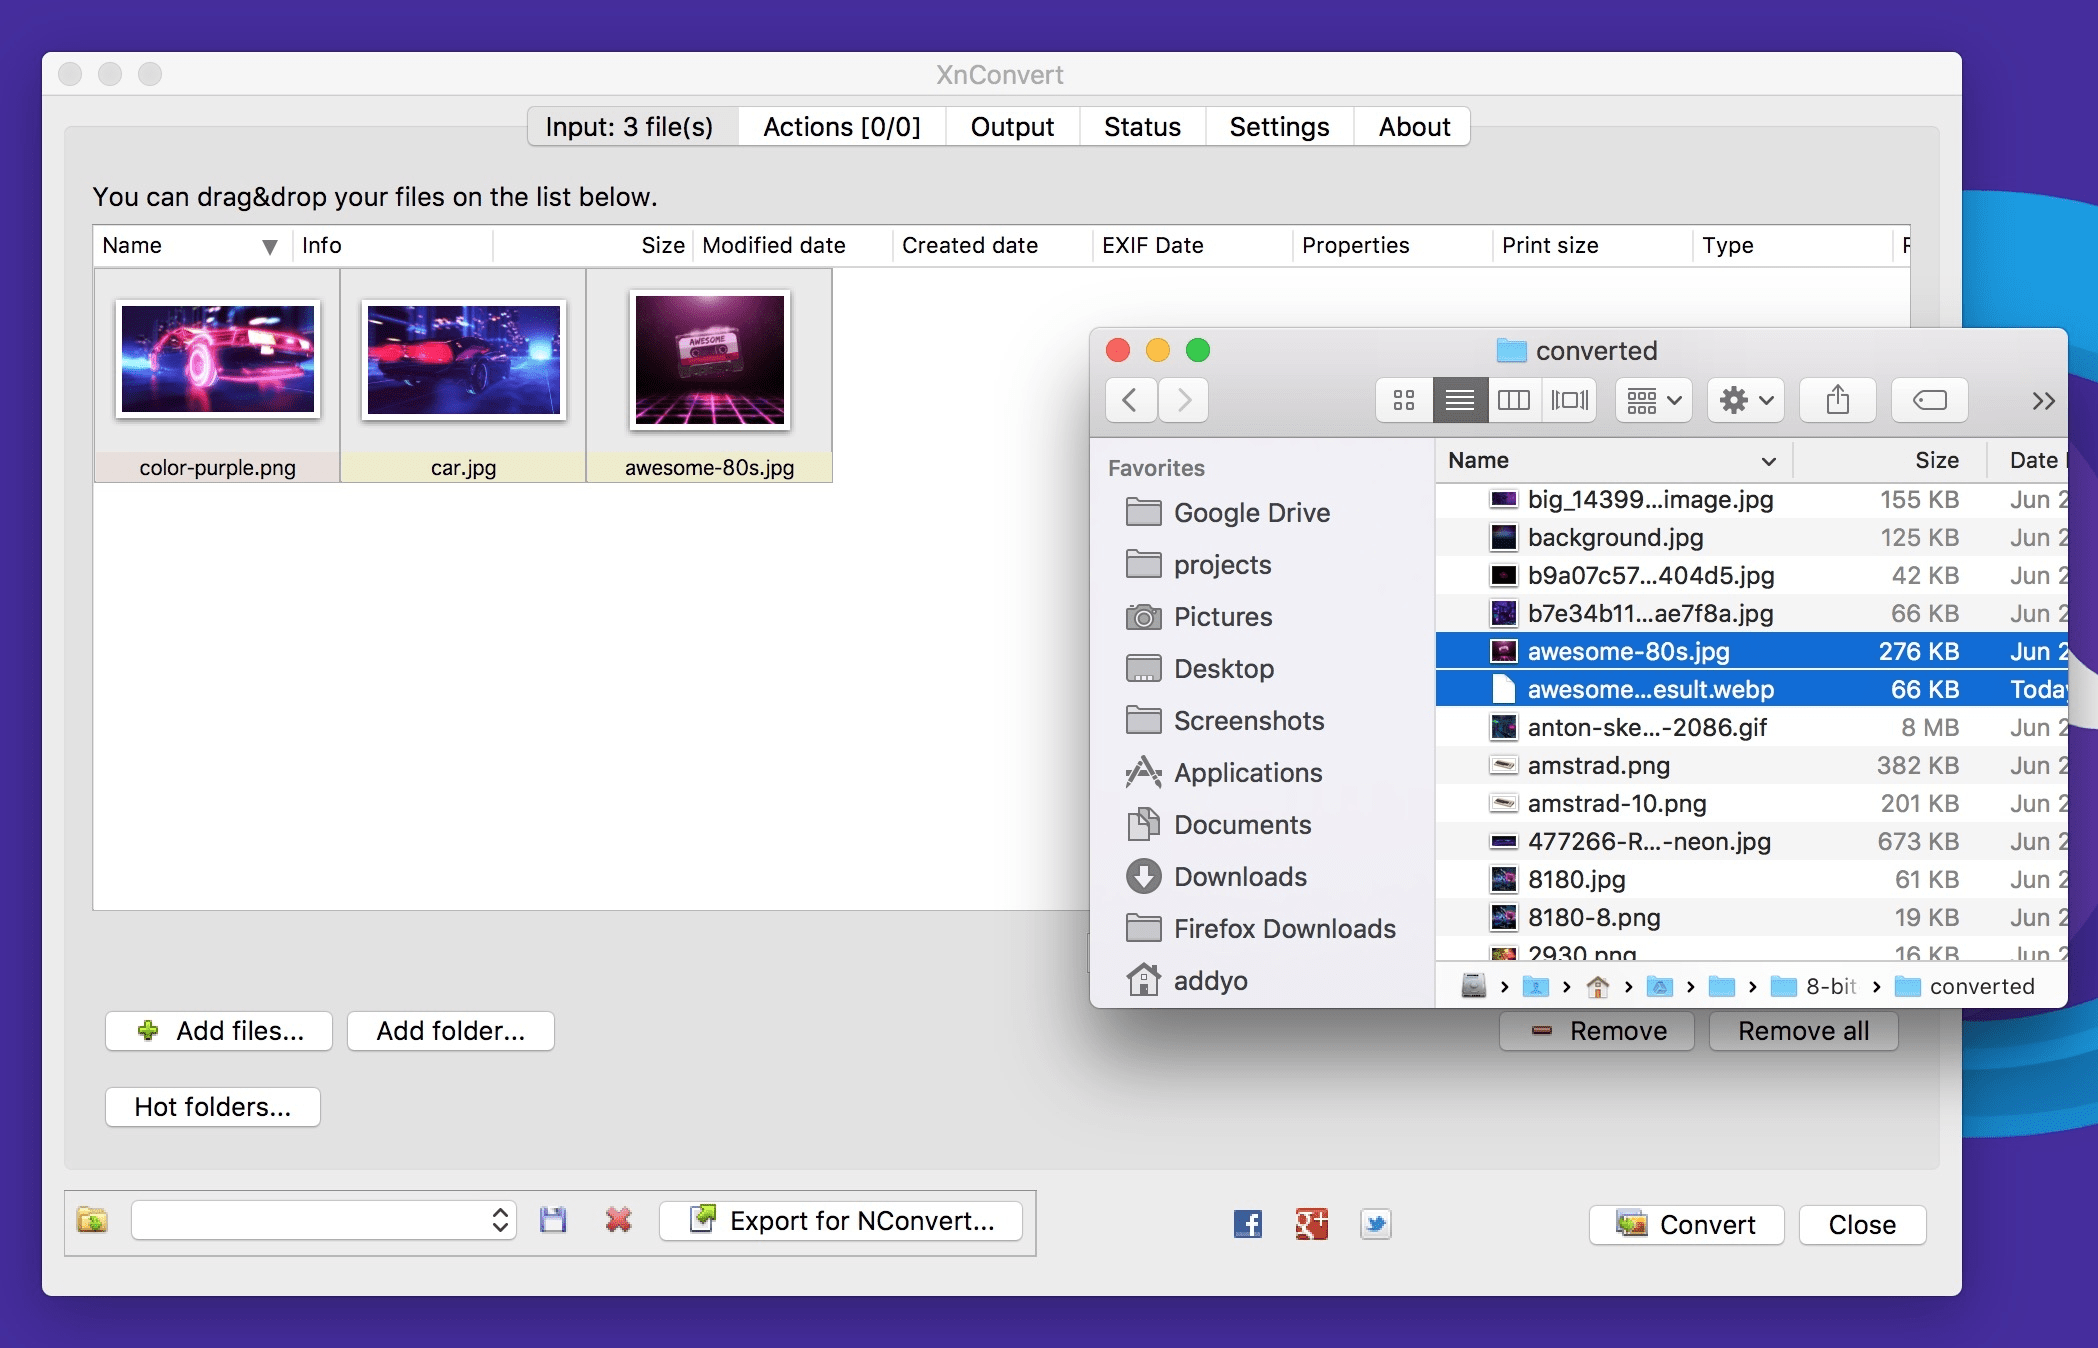 XnConvert
Input: 3 file(s) Actions [0/0] Output Status Settings About
You can drag&drop your files on the list below.
Name Info Size Modified date Created date EXIF Date Properties Print size Type
AWESOME
color-purple.png car.jpg awesome-80s.jpg
converted
Favorites
Google Drive
projects
Pictures
Desktop
Screenshots
Applications
Documents
Downloads
Firefox Downloads
addyo
Name Size Date
big_14399...image.jpg 155 KB Jun 2
background.jpg 125 KB Jun 2
b9a07c57...404d5.jpg 42 KB Jun 2
b7e34b11...ae7f8a.jpg 66 KB Jun 2
awesome-80s.jpg 276 KB Jun 2
awesome...esult.webp 66 KB Today
anton-ske...-2086.gif 8 MB Jun 2
amstrad.png 382 KB Jun 2
amstrad-10.png 201 KB Jun 2
477266-R...-neon.jpg 673 KB Jun 2
8180.jpg 61 KB Jun 2
8180-8.png 19 KB Jun 2
2930.png 16 KB Jun 2
8-bit converted
Add files... Add folder... Remove Remove all
Hot folders...
Export for NConvert... Convert Close